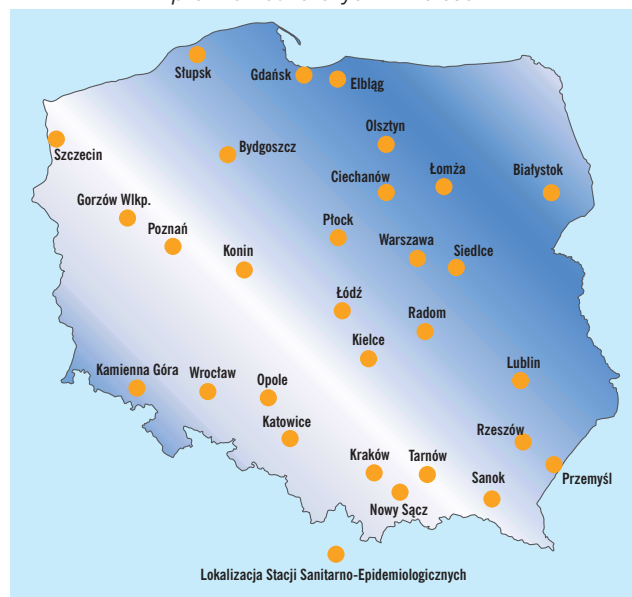 Słupsk
Gdańsk
Elbląg
Olsztyn
Szczecin
Bydgoszcz
Ciechanów
Łomża
Białystok
Gorzów Wlkp.
Poznań
Płock
Konin
Warszawa
Siedlce
Łódź
Radom
Kielce
Kamienna Góra
Wrocław
Opole
Lublin
Katowice
Rzeszów
Kraków
Tarnów
Sanok
Przemyśl
Nowy Sącz
Lokalizacja Stacji Sanitarno-Epidemiologicznych